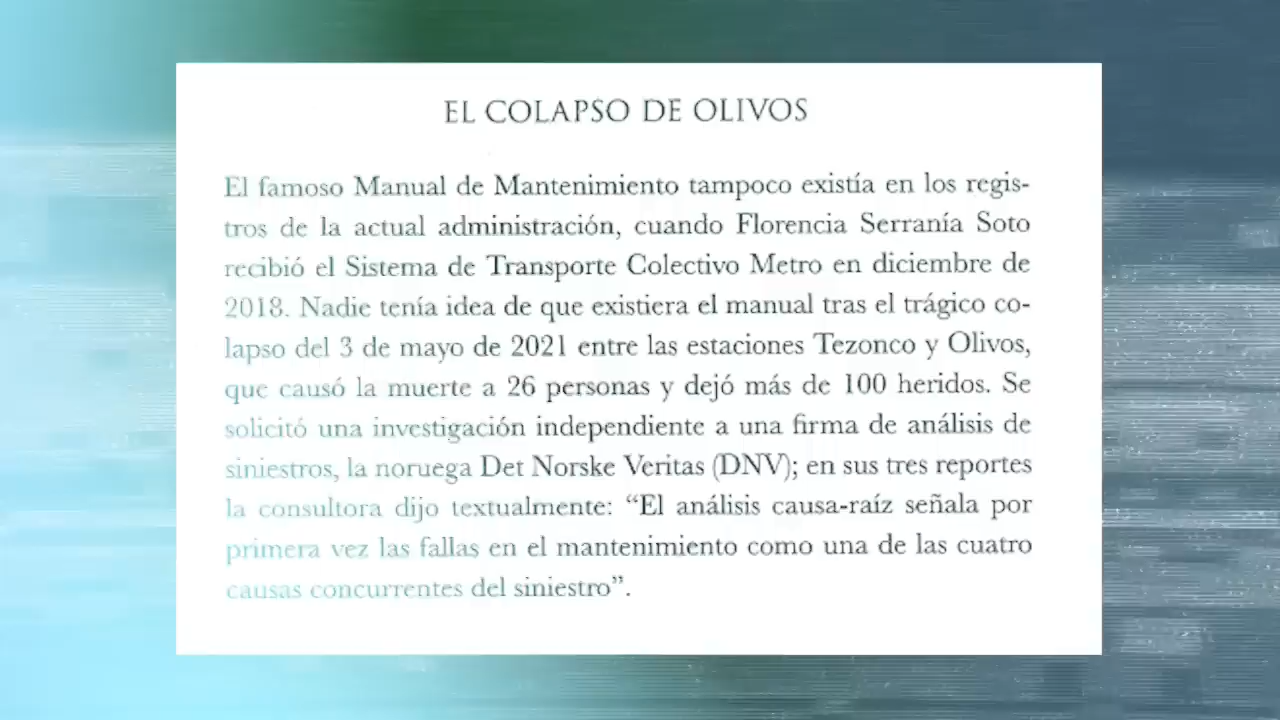 EL COLAPSO DE OLIVOS
El famoso Manual de Mantenimiento tampoco existía en los regis-
tros de la actual administración, cuando Florencia Serranía Soto
recibió el Sistema de Transporte Colectivo Metro en diciembre de
2018. Nadie tenía idea de que existiera el manual tras el trágico co-
lapso del 3 de mayo de 2021 entre las estaciones Tezonco y Olivos,
que causó la muerte a 26 personas y dejó más de 100 heridos. Se
solicitó una investigación independiente a una firma de análisis de
siniestros, la noruega Det Norske Veritas (DNV); en sus tres reportes
la consultora dijo textualmente: “El análisis causa-raíz señala por
primera vez las fallas en el mantenimiento como una de las cuatro
causas concurrentes del siniestro”.